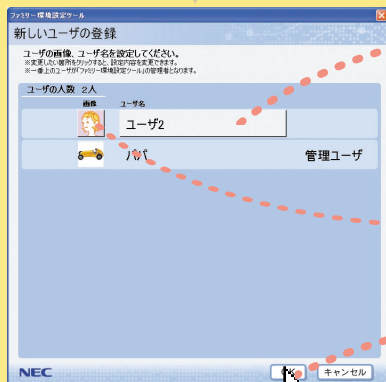 ファミリー環境設定ツール
新しいユーザの登録
ユーザの画像、ユーザ名を設定してください。
※変更したい箇所をクリックすると、設定内容を変更できます。
※一番上のユーザが「ファミリー環境設定ツール」の管理者となります。
ユーザの人数 2人
画像 ユーザ名
ユーザ2
パパ 管理ユーザ
NEC OK キャンセル